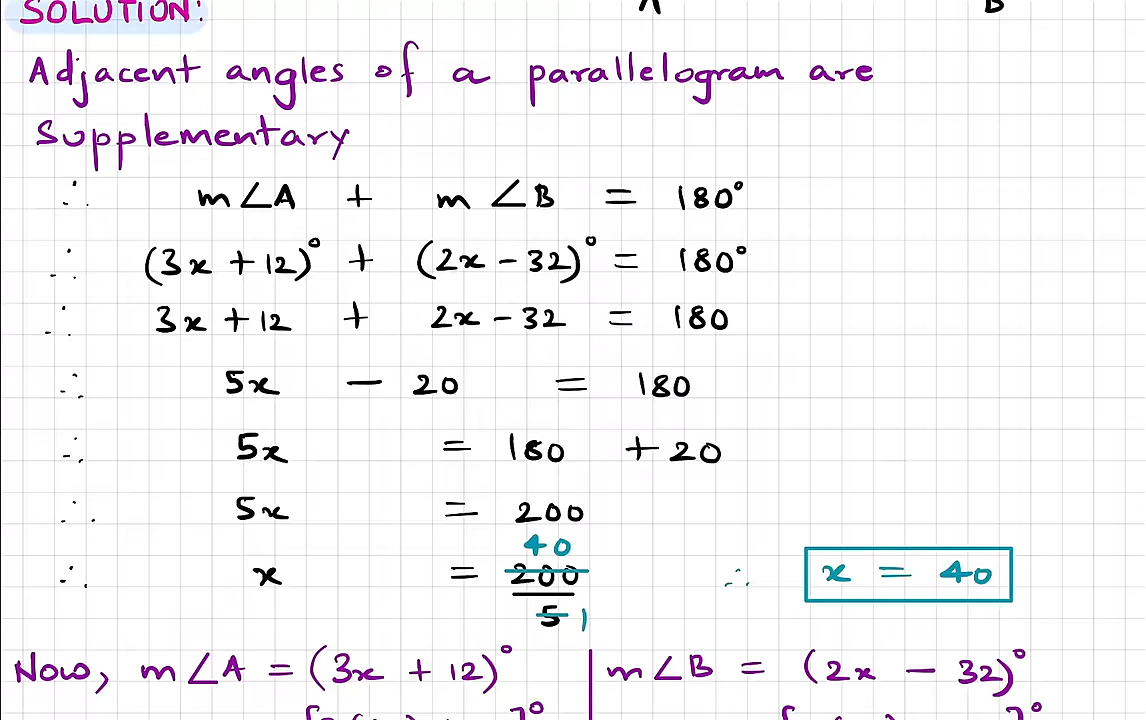 SOLUTION:
A B
Adjacent angles of a parallelogram are
supplementary
∴ m∠A + m∠B = 180°
∴ (3x + 12)° + (2x - 32)° = 180°
∴ 3x + 12 + 2x - 32 = 180
∴ 5x - 20 = 180
∴ 5x = 180 + 20
∴ 5x = 200
40
∴ x = 200 ∴ x = 40
5 1
Now, m∠A = (3x + 12)° | m∠B = (2x - 32)°